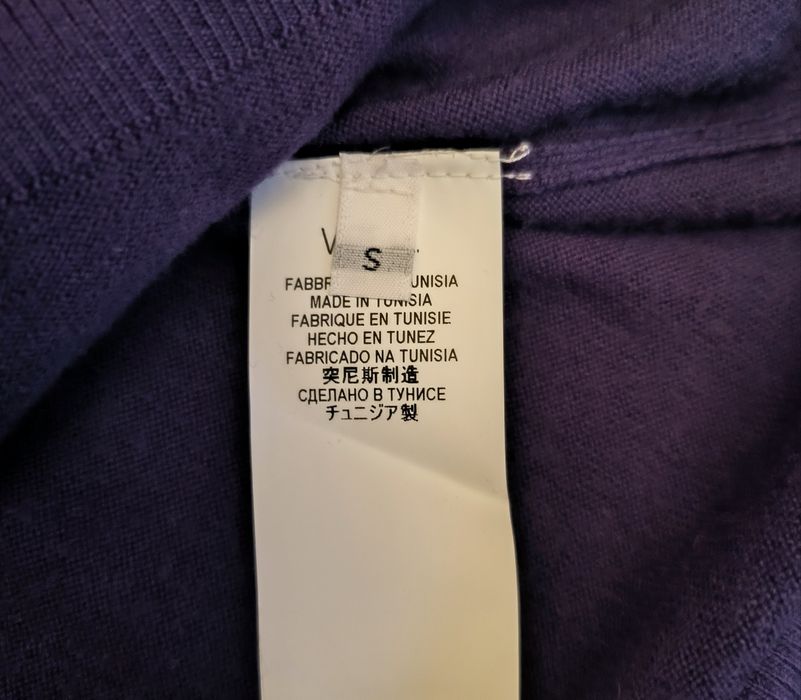 S
UNISIA
MADE IN TUNISIA
FABRIQUE EN TUNISIE
HECHO EN TUNEZ
FABRICADO NA TUNISIA
突尼斯制造
СДЕЛАНО В ТУНИСЕ
チュニジア製